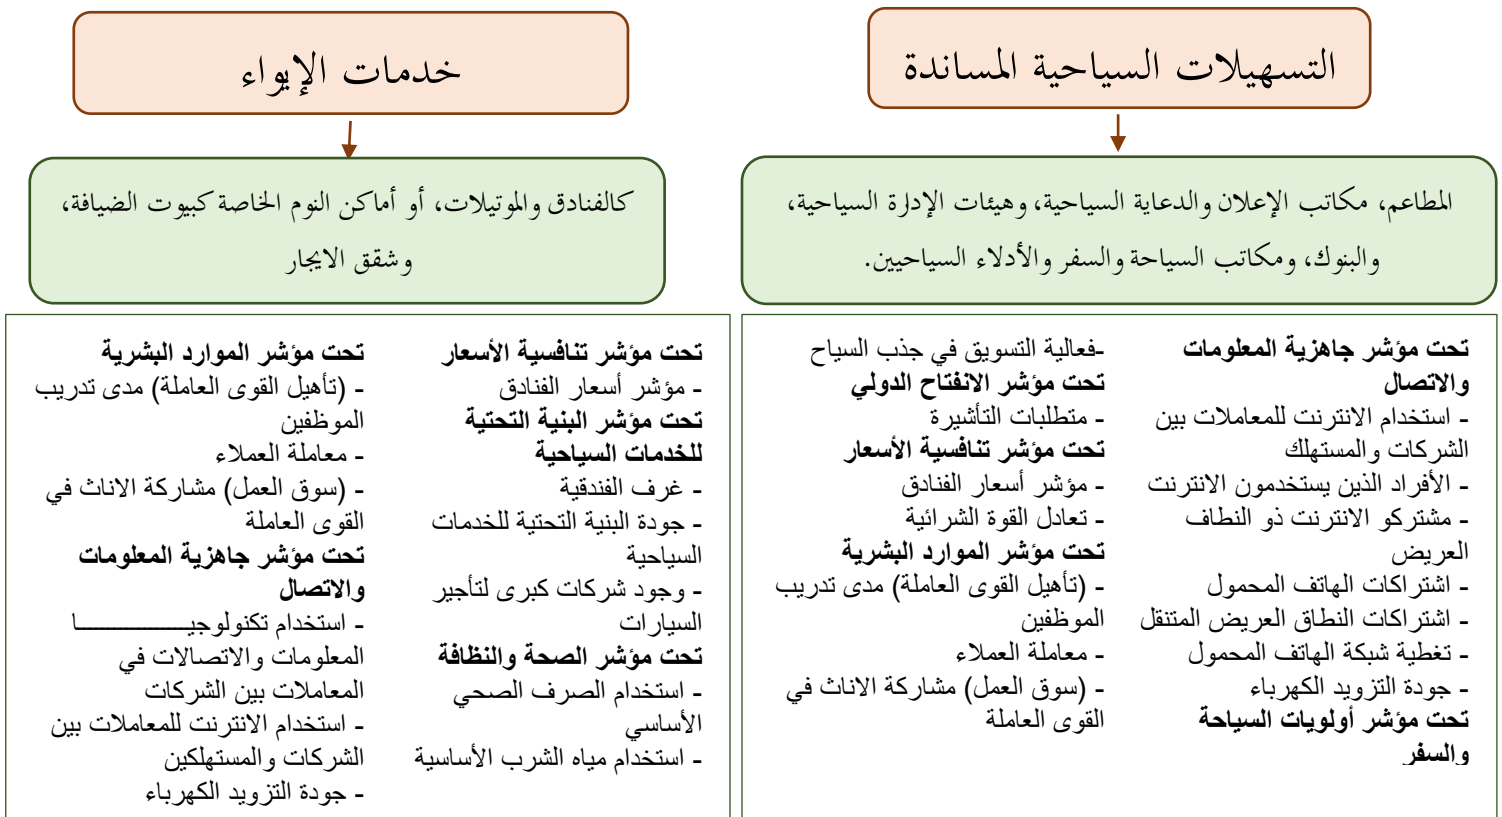 التسهيلات السياحية المساندة
المطاعم، مكاتب الإعلان والدعاية السياحية، وهيئات الإدارة السياحية،
والبنوك، ومكاتب السياحة والسفر والأدلاء السياحيين.
تحت مؤشر جاهزية المعلومات
والاتصال
- استخدام الانترنت للمعاملات بين
الشركات والمستهلك
- الأفراد الذين يستخدمون الانترنت
- مشتركو الانترنت ذو النطاف
العريض
- اشتراكات الهاتف المحمول
- اشتراكات النطاق العريض المتنقل
- تغطية شبكة الهاتف المحمول
- جودة التزويد الكهرباء
تحت مؤشر أولويات السياحة
والسفر
-فعالية التسويق في جذب السياح
تحت مؤشر الانفتاح الدولي
- متطلبات التأشيرة
تحت مؤشر تنافسية الأسعار
- مؤشر أسعار الفنادق
- تعادل القوة الشرائية
تحت مؤشر الموارد البشرية
- (تأهيل القوى العاملة) مدى تدريب
الموظفين
- معاملة العملاء
- (سوق العمل) مشاركة الاناث في
القوى العاملة
خدمات الإيواء
كالفنادق والموتيلات، أو أماكن النوم الخاصة كبيوت الضيافة،
وشقق الايجار
تحت مؤشر تنافسية الأسعار
- مؤشر أسعار الفنادق
تحت مؤشر البنية التحتية
للخدمات السياحية
- غرف الفندقية
- جودة البنية التحتية للخدمات
السياحية
- وجود شركات كبرى لتأجير
السيارات
تحت مؤشر الصحة والنظافة
- استخدام الصرف الصحي
الأساسي
- استخدام مياه الشرب الأساسية
تحت مؤشر الموارد البشرية
- (تأهيل القوى العاملة) مدى تدريب
الموظفين
- معاملة العملاء
- (سوق العمل) مشاركة الاناث في
القوى العاملة
تحت مؤشر جاهزية المعلومات
والاتصال
- استخدام تكنولوجيـــــــــــــا
المعلومات والاتصالات في
المعاملات بين الشركات
- استخدام الانترنت للمعاملات بين
الشركات والمستهلكين
- جودة التزويد الكهرباء